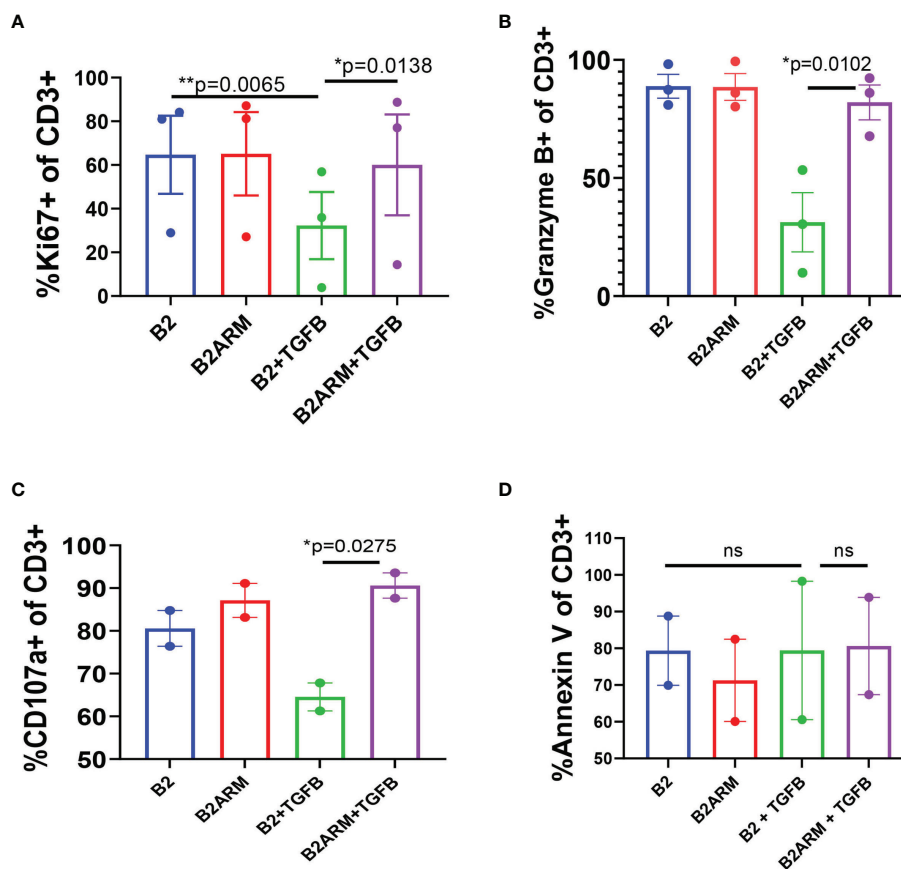 A
%Ki67+ of CD3+
**p=0.0065
*p=0.0138
100
80
60
40
20
0
B2
B2ARM
B2+TGFB
B2ARM+TGFB
B
%Granzyme B+ of CD3+
*p=0.0102
100
50
0
B2
B2ARM
B2+TGFB
B2ARM+TGFB
C
%CD107a+ of CD3+
*p=0.0275
100
90
80
70
60
50
B2
B2ARM
B2+TGFB
B2ARM+TGFB
D
%Annexin V of CD3+
ns
ns
110
100
90
80
70
60
50
B2
B2ARM
B2 + TGFB
B2ARM + TGFB